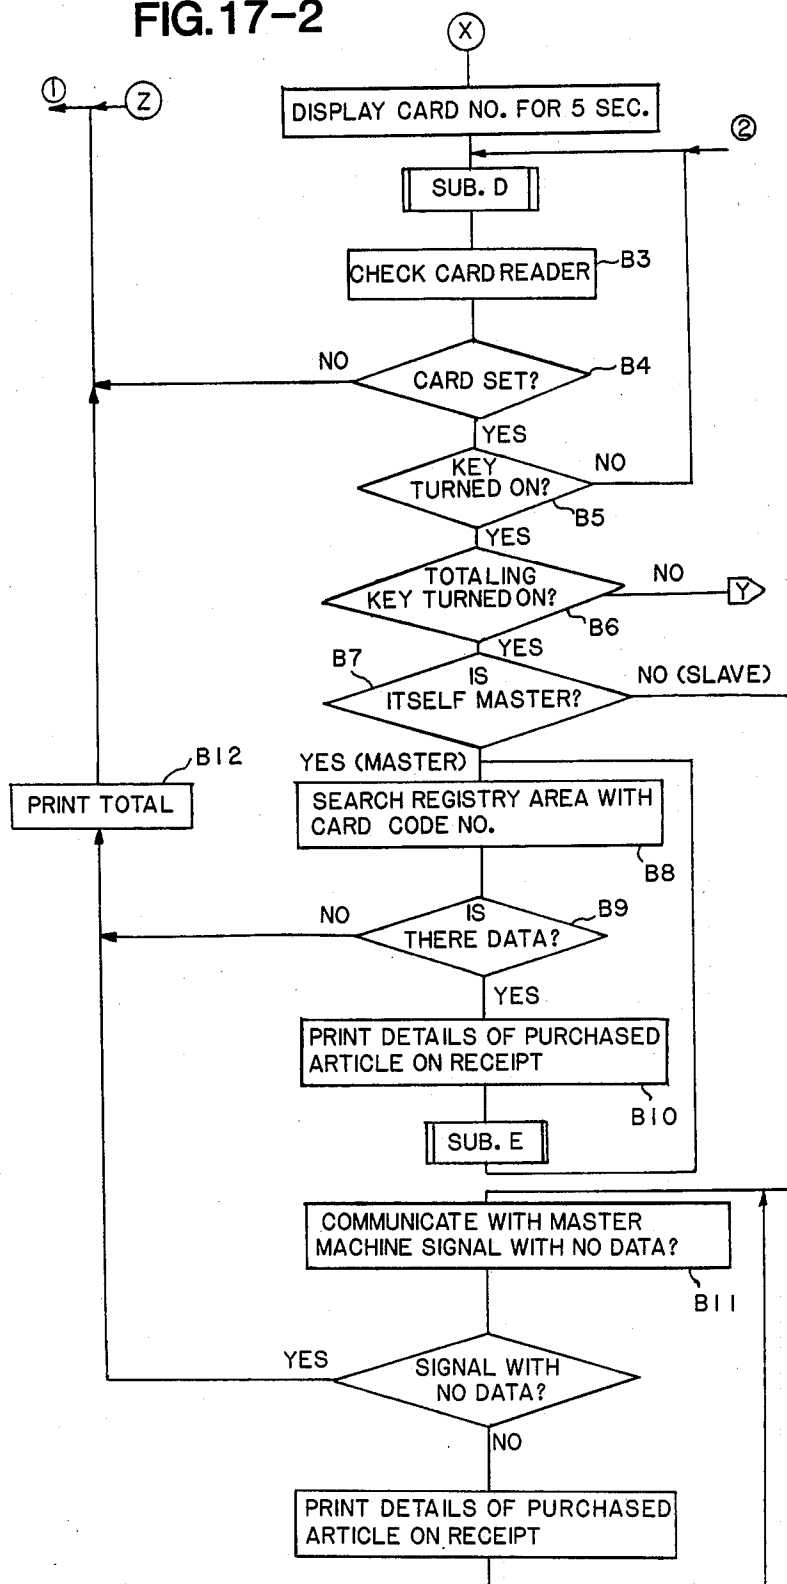 FIG.17-2
X
1
Z
DISPLAY CARD NO. FOR 5 SEC.
2
SUB. D
CHECK CARD READER
B3
NO
CARD SET?
B4
YES
KEY
TURNED ON?
NO
B5
YES
TOTALING
KEY TURNED ON?
NO
Y
B6
YES
B7
IS
ITSELF MASTER?
NO (SLAVE)
YES (MASTER)
B12
PRINT TOTAL
SEARCH REGISTRY AREA WITH
CARD CODE NO.
B8
NO
IS
THERE DATA?
B9
YES
PRINT DETAILS OF PURCHASED
ARTICLE ON RECEIPT
B10
SUB. E
COMMUNICATE WITH MASTER
MACHINE SIGNAL WITH NO DATA?
B11
YES
SIGNAL WITH
NO DATA?
NO
PRINT DETAILS OF PURCHASED
ARTICLE ON RECEIPT